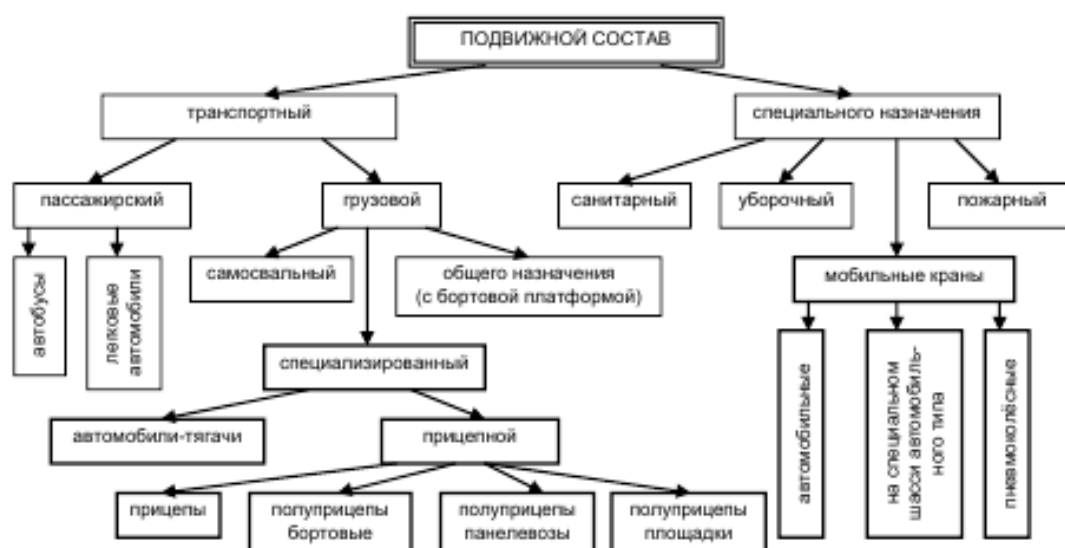 ПОДВИЖНОЙ СОСТАВ
транспортный
специального назначения
пассажирский
грузовой
санитарный
уборочный
пожарный
автобусы
легковые
автомобили
самосвальный
общего назначения
(с бортовой платформой)
мобильные краны
специализированный
автомобильные
на специальном
шасси автомобиль-
ного типа
пневмоколёсные
автомобили-тягачи
прицепной
прицепы
полуприцепы
бортовые
полуприцепы
панелевозы
полуприцепы
площадки